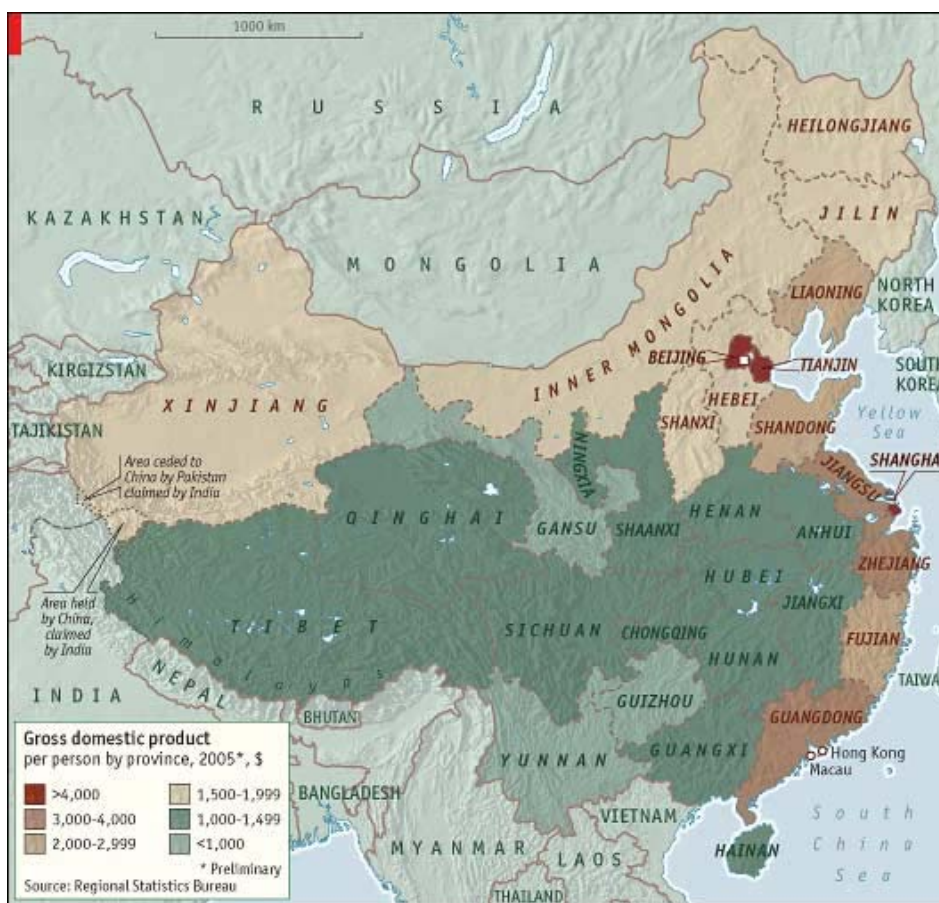 1000 km
RUSSIA
HEILONGJIANG
KAZAKHSTAN
JILIN
MONGOLIA
LIAONING
NORTH
KOREA
INNER MONGOLIA
BEIJING
TIANJIN
KIRGIZSTAN
SOUTH
KOREA
XINJIANG
HEBEI
SHANXI
SHANDONG
Yellow
Sea
TAJIKISTAN
NINGXIA
Area ceded to
China by Pakistan
claimed by India
JIANGSU
SHANGHA
QINGHAI
GANSU
SHAANXI
HENAN
ANHUI
ZHEJIANG
HUBEI
JIANGXI
Area held
by China,
claimed
by India
Himalayas
TIBET
SICHUAN
CHONGQING
HUNAN
FUJIAN
TAIWA
INDIA
NEPAL
BHUTAN
GUIZHOU
GUANGDONG
YUNNAN
GUANGXI
Hong Kong
Macau
Gross domestic product
per person by province, 2005*, $
>4,000
1,500-1,999
3,000-4,000
1,000-1,499
2,000-2,999
<1,000
* Preliminary
Source: Regional Statistics Bureau
BANGLADESH
VIETNAM
MYANMAR
LAOS
THAILAND
HAINAN
South
China
Sea